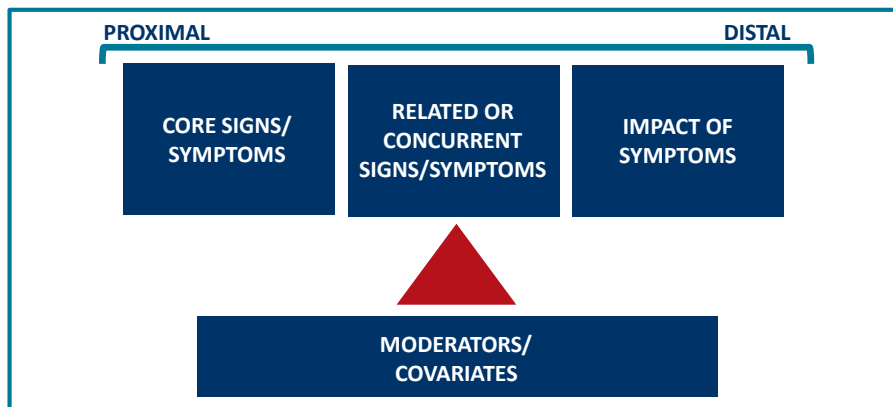 PROXIMAL
DISTAL
CORE SIGNS/
SYMPTOMS
RELATED OR
CONCURRENT
SIGNS/SYMPTOMS
IMPACT OF
SYMPTOMS
MODERATORS/
COVARIATES